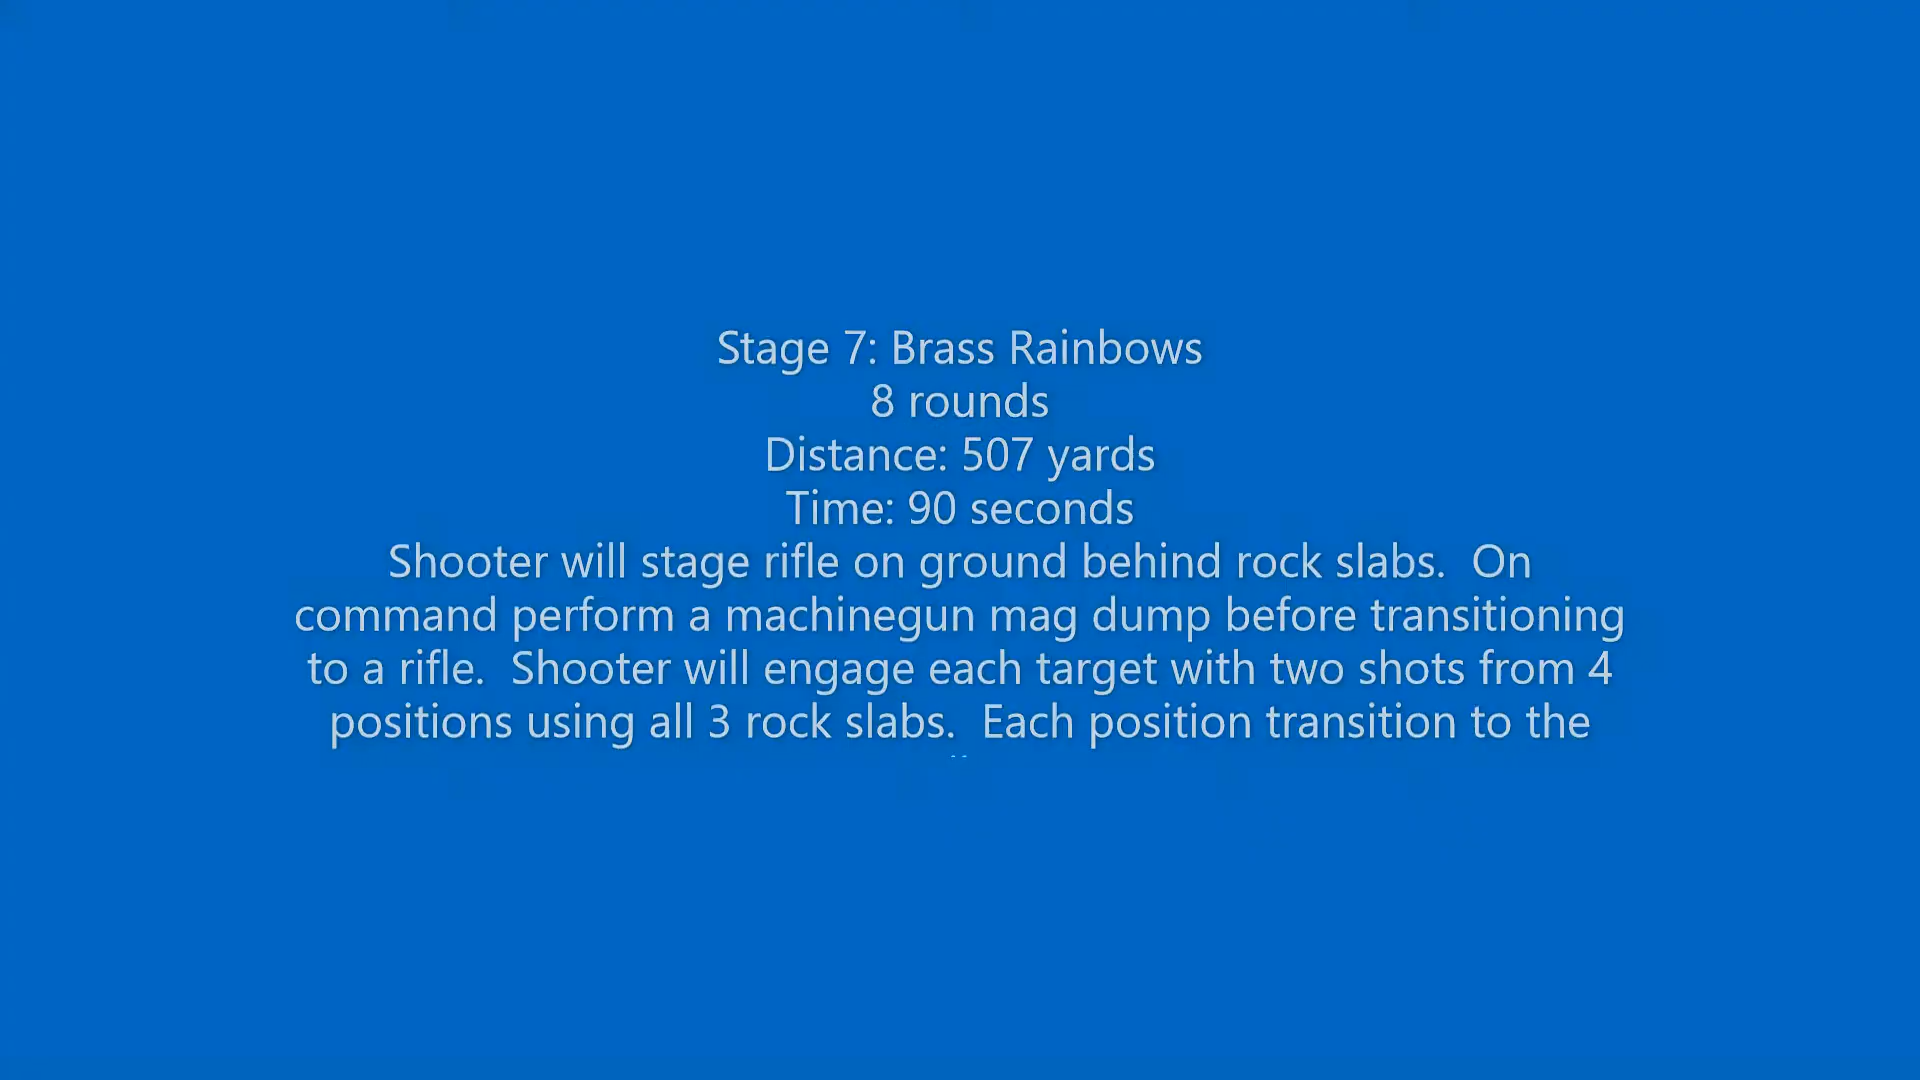 Stage 7: Brass Rainbows
8 rounds
Distance: 507 yards
Time: 90 seconds
Shooter will stage rifle on ground behind rock slabs.  On
command perform a machinegun mag dump before transitioning
to a rifle.  Shooter will engage each target with two shots from 4
positions using all 3 rock slabs.  Each position transition to the